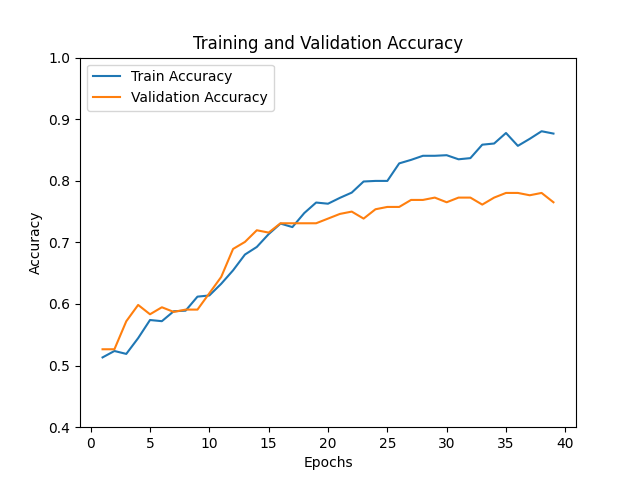 Training and Validation Accuracy
Train Accuracy
Validation Accuracy
Accuracy
1.0
0.9
0.8
0.7
0.6
0.5
0.4
0 5 10 15 20 25 30 35 40
Epochs